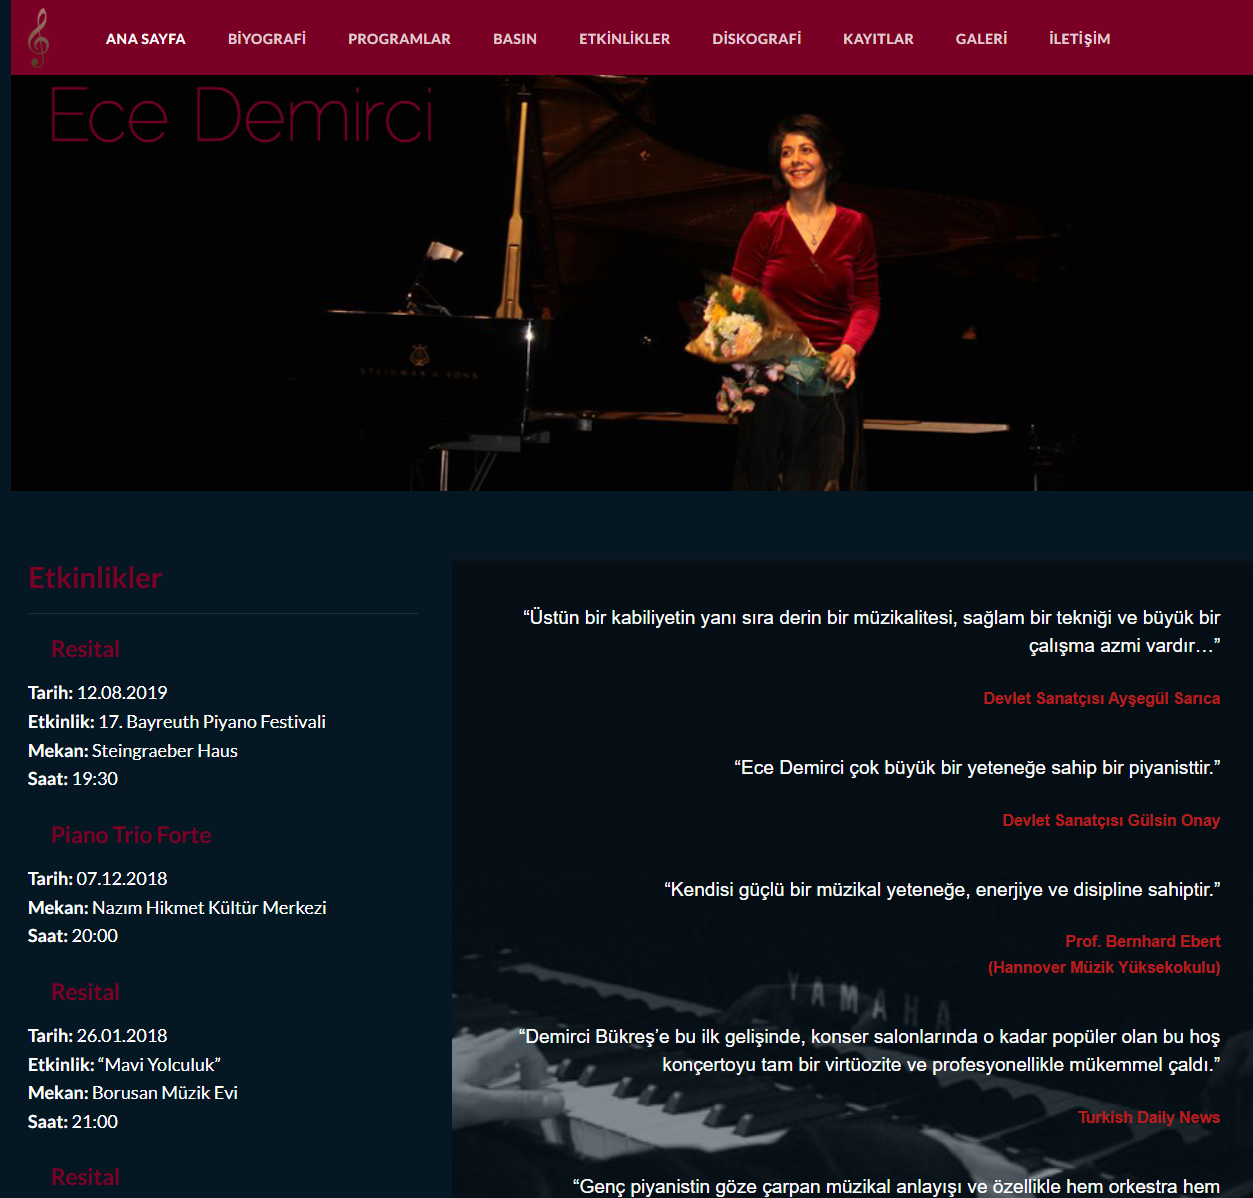 ANA SAYFA
BİYOGRAFİ
PROGRAMLAR
BASIN
ETKİNLİKLER
DİSKOGRAFİ
KAYITLAR
GALERİ
İLETİŞİM
Ece Demirci
STEINWAY & SONS
Etkinlikler
Resital
Tarih: 12.08.2019
Etkinlik: 17. Bayreuth Piyano Festivali
Mekan: Steingraeber Haus
Saat: 19:30
Piano Trio Forte
Tarih: 07.12.2018
Mekan: Nazım Hikmet Kültür Merkezi
Saat: 20:00
Resital
Tarih: 26.01.2018
Etkinlik: “Mavi Yolculuk”
Mekan: Borusan Müzik Evi
Saat: 21:00
Resital
“Üstün bir kabiliyetin yanı sıra derin bir müzikalitesi, sağlam bir tekniği ve büyük bir
çalışma azmi vardır…”
Devlet Sanatçısı Ayşegül Sarıca
“Ece Demirci çok büyük bir yeteneğe sahip bir piyanisttir.”
Devlet Sanatçısı Gülsin Onay
“Kendisi güçlü bir müzikal yeteneğe, enerjiye ve disipline sahiptir.”
Prof. Bernhard Ebert
(Hannover Müzik Yüksekokulu)
YAMAHA
“Demirci Bükreş’e bu ilk gelişinde, konser salonlarında o kadar popüler olan bu hoş
konçertoyu tam bir virtüozite ve profesyonellikle mükemmel çaldı.”
Turkish Daily News
“Genç piyanistin göze çarpan müzikal anlayışı ve özellikle hem orkestra hem